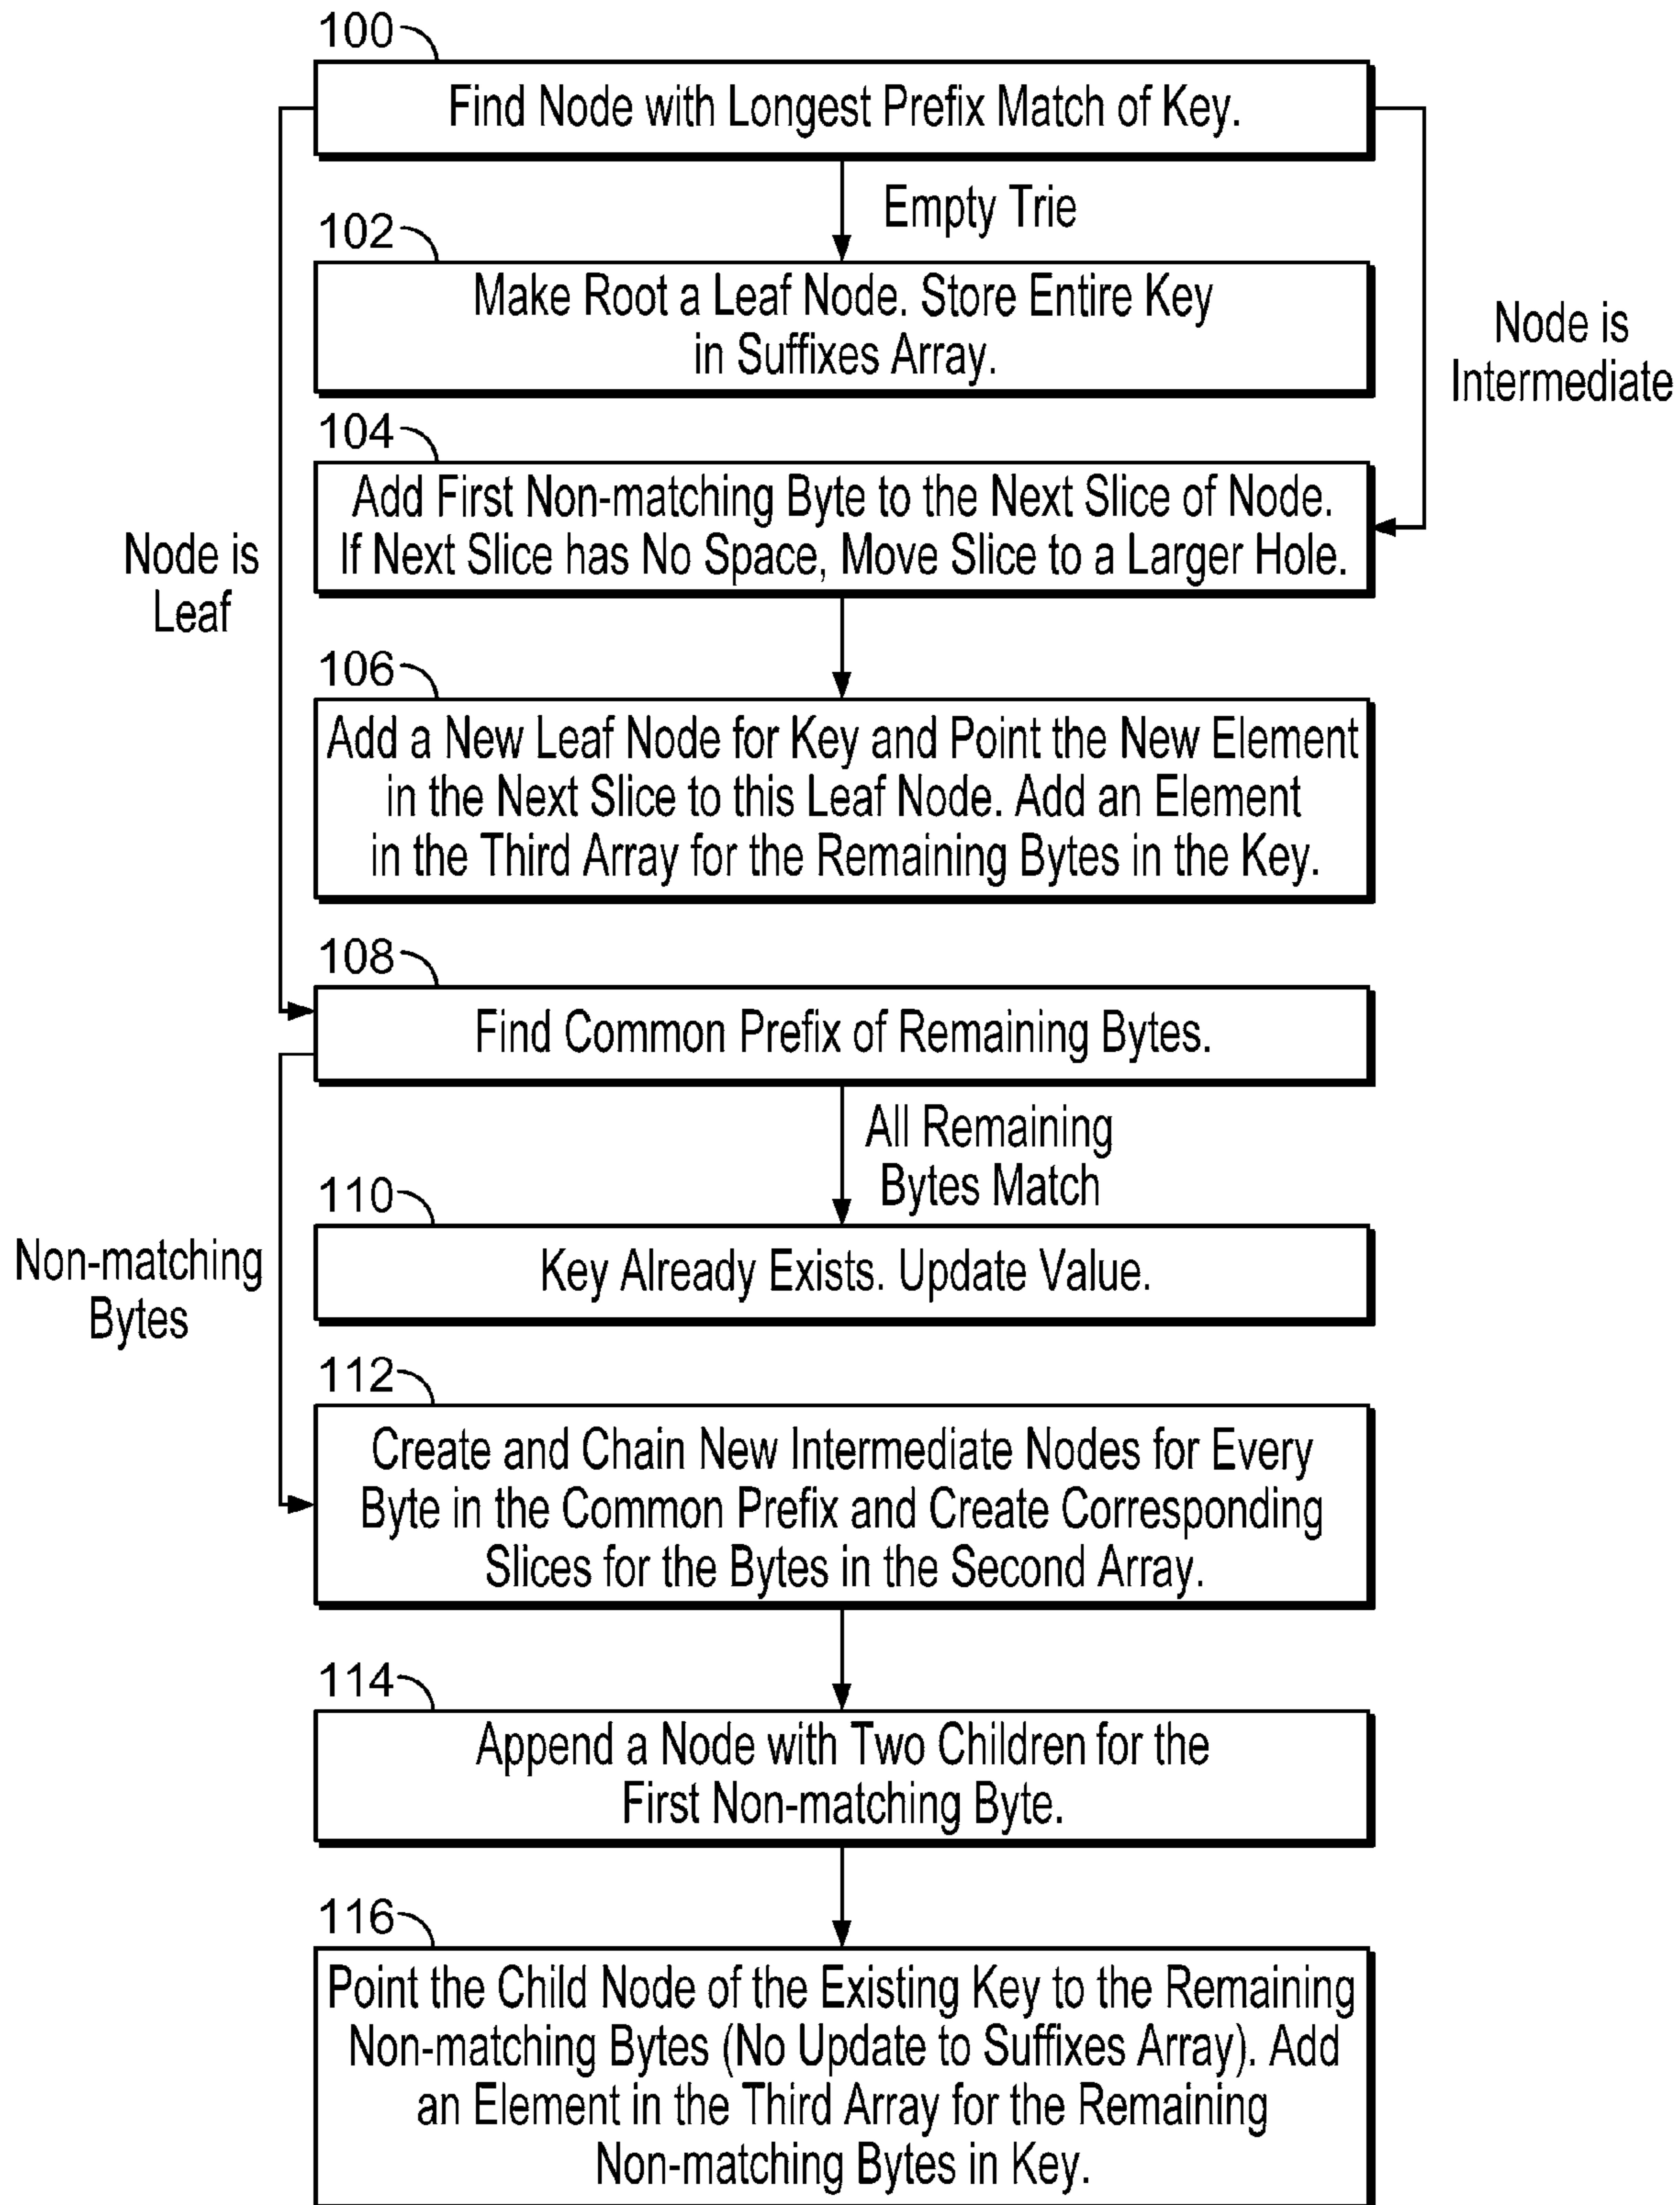 100
Find Node with Longest Prefix Match of Key.
Empty Trie
102
Make Root a Leaf Node. Store Entire Key
in Suffixes Array.
Node is
Intermediate
104
Add First Non-matching Byte to the Next Slice of Node.
If Next Slice has No Space, Move Slice to a Larger Hole.
Node is
Leaf
106
Add a New Leaf Node for Key and Point the New Element
in the Next Slice to this Leaf Node. Add an Element
in the Third Array for the Remaining Bytes in the Key.
108
Find Common Prefix of Remaining Bytes.
All Remaining
Bytes Match
110
Key Already Exists. Update Value.
Non-matching
Bytes
112
Create and Chain New Intermediate Nodes for Every
Byte in the Common Prefix and Create Corresponding
Slices for the Bytes in the Second Array.
114
Append a Node with Two Children for the
First Non-matching Byte.
116
Point the Child Node of the Existing Key to the Remaining
Non-matching Bytes (No Update to Suffixes Array). Add
an Element in the Third Array for the Remaining
Non-matching Bytes in Key.